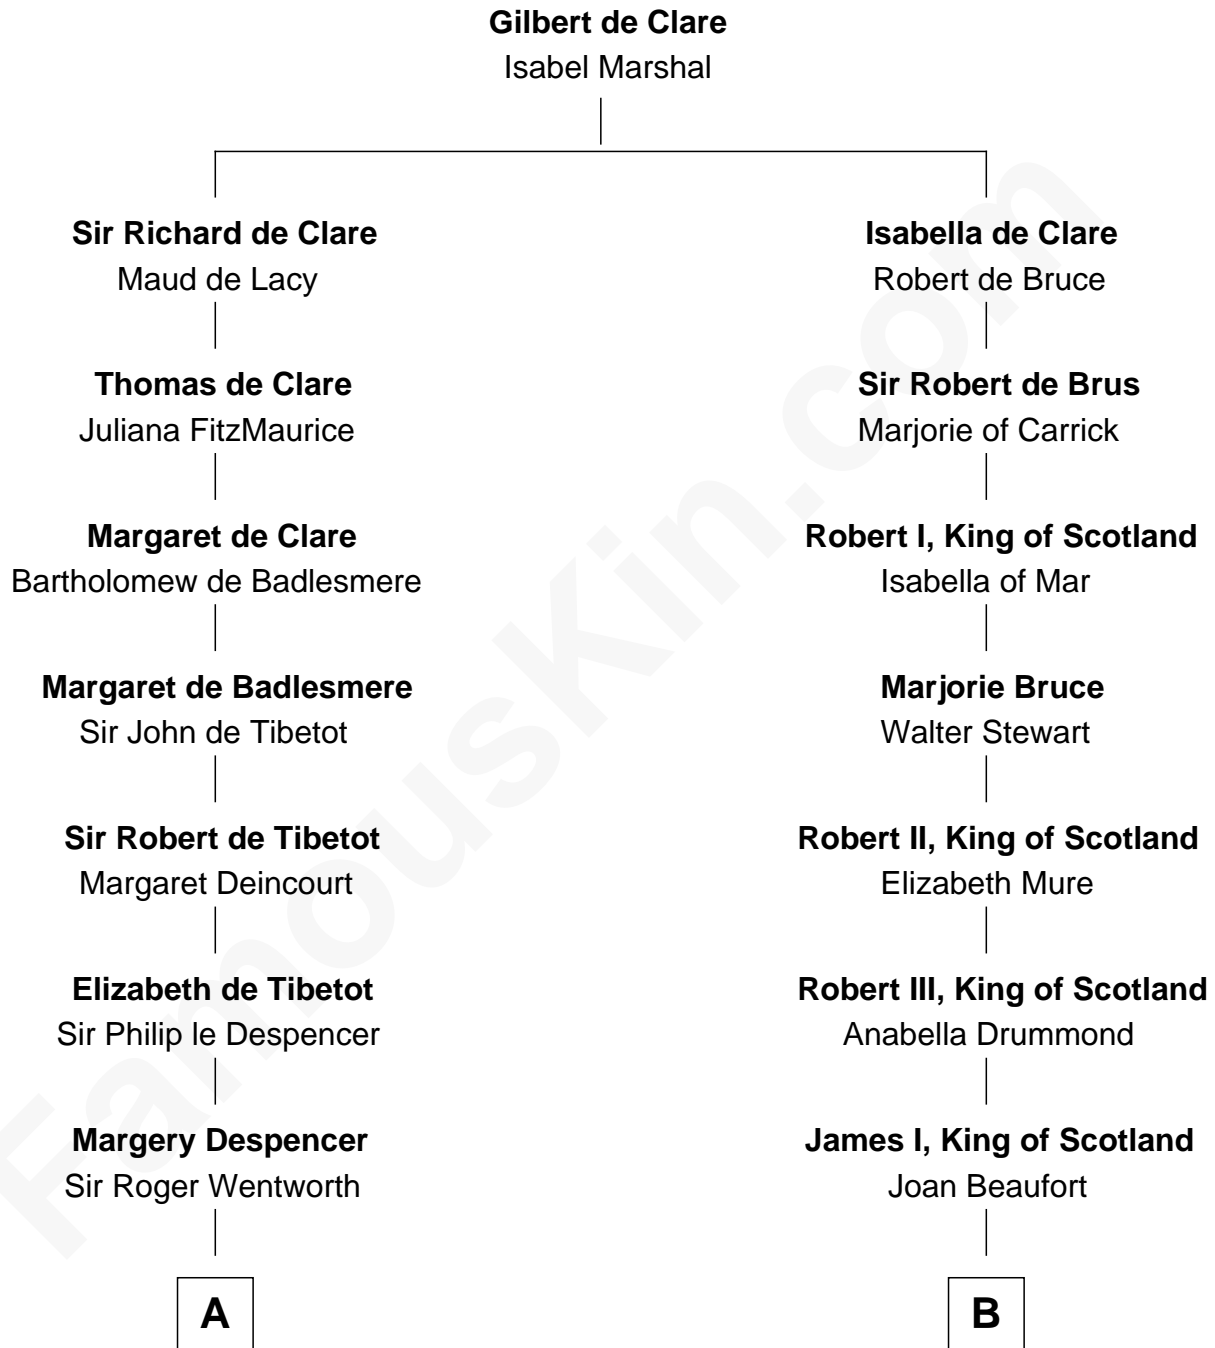 Gilbert de Clare
Isabel Marshal
Sir Richard de Clare
Maud de Lacy
Thomas de Clare
Juliana FitzMaurice
Margaret de Clare
Bartholomew de Badlesmere
Margaret de Badlesmere
Sir John de Tibetot
Sir Robert de Tibetot
Margaret Deincourt
Elizabeth de Tibetot
Sir Philip le Despencer
Margery Despencer
Sir Roger Wentworth
A
Isabella de Clare
Robert de Bruce
Sir Robert de Brus
Marjorie of Carrick
Robert I, King of Scotland
Isabella of Mar
Marjorie Bruce
Walter Stewart
Robert II, King of Scotland
Elizabeth Mure
Robert III, King of Scotland
Anabella Drummond
James I, King of Scotland
Joan Beaufort
B
FamousKin.com